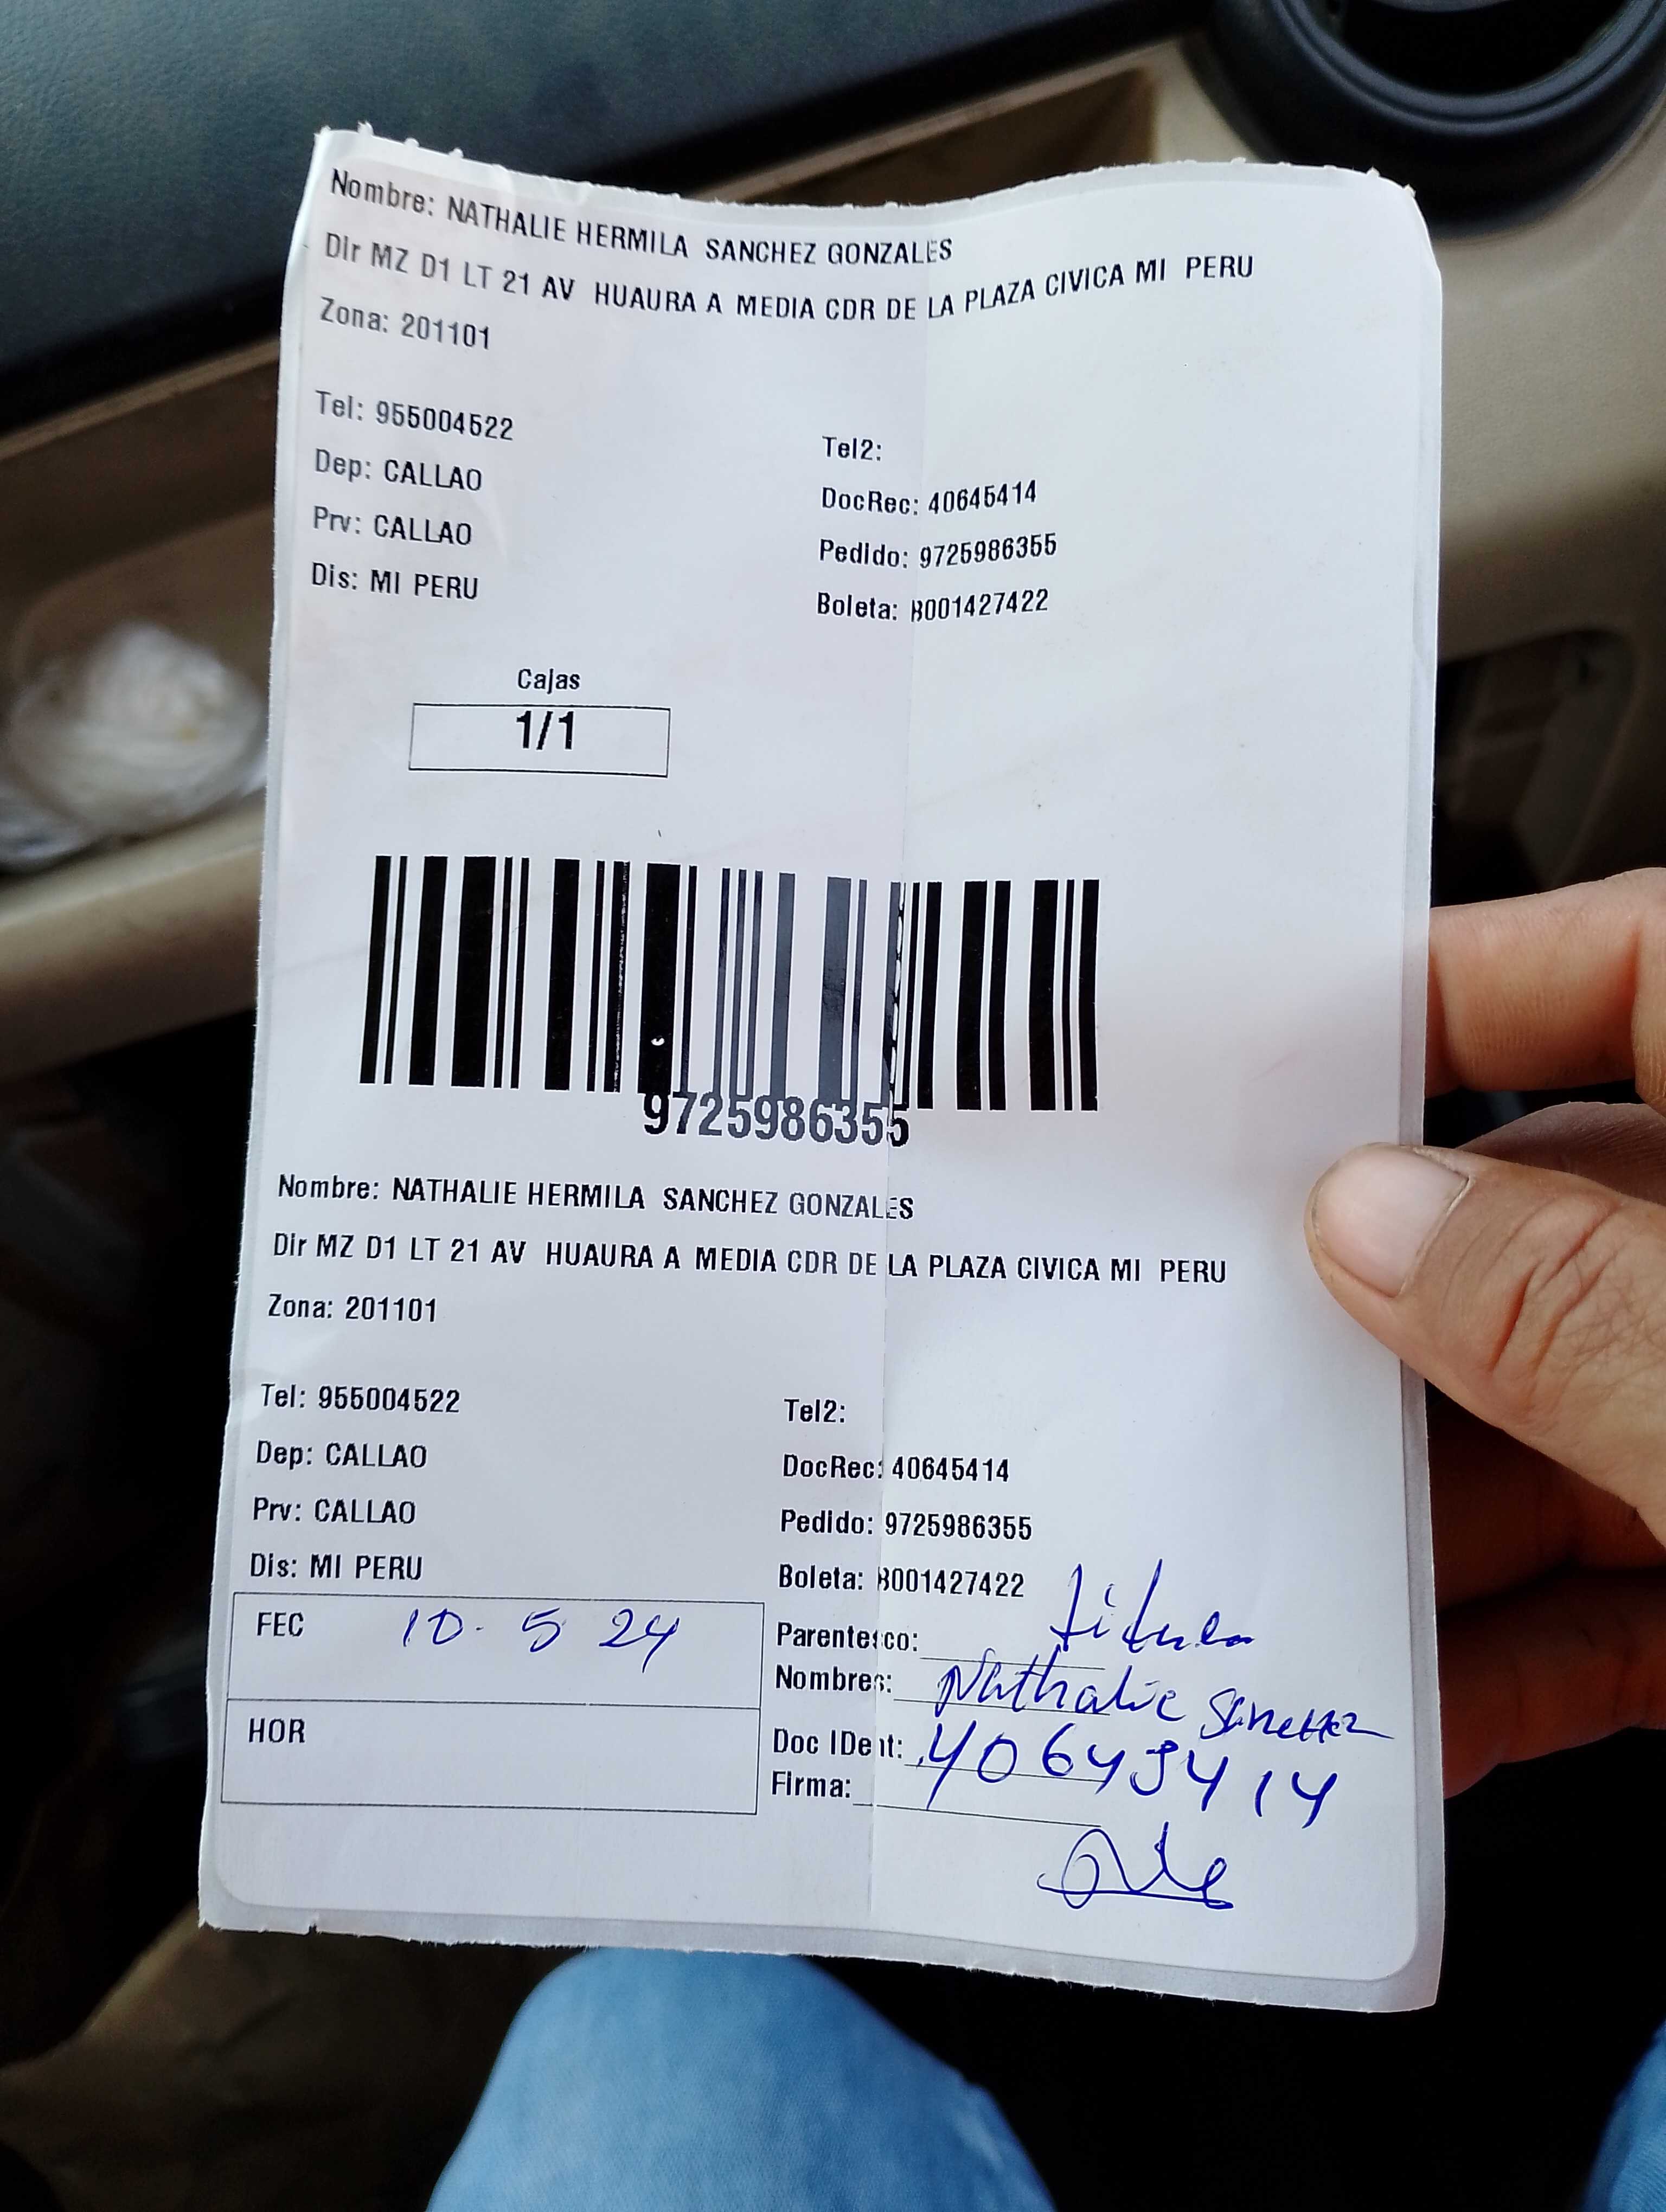 Nombre: NATHALIE HERMILA SANCHEZ GONZALES
Dir MZ D1 LT 21 AV HUAURA A MEDIA CDR DE LA PLAZA CIVICA MI PERU
Zona: 201101
Tel: 955004522
Tel2:
Dep: CALLAO
DocRec: 40645414
Prv: CALLAO
Pedido: 9725986355
Dis: MI PERU
Boleta: B001427422
Cajas
1/1
9725986355
Nombre: NATHALIE HERMILA SANCHEZ GONZALES
Dir MZ D1 LT 21 AV HUAURA A MEDIA CDR DE LA PLAZA CIVICA MI PERU
Zona: 201101
Tel: 955004522
Tel2:
Dep: CALLAO
DocRec: 40645414
Prv: CALLAO
Pedido: 9725986355
Dis: MI PERU
Boleta: B001427422
FEC 10. 5 24
Parentesco: titular
Nombres: Nathalie Sanchez
HOR
Doc IDent: 40645414
Firma: